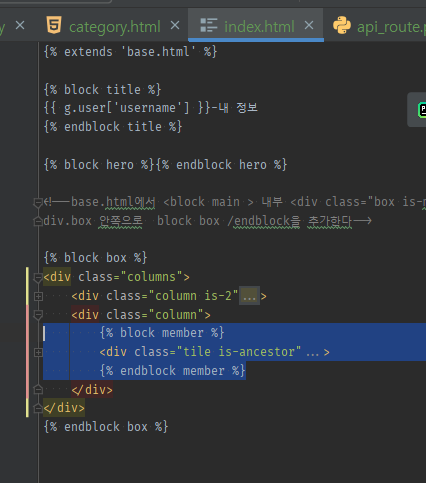 y × category.html × index.html × api_route.p
{% extends 'base.html' %}
{% block title %}
{{ g.user['username'] }}-내 정보
{% endblock title %}
{% block hero %}{% endblock hero %}
<!--base.html에서 <block main > 내부 <div class="box is-
div.box 안쪽으로 block box /endblock을 추가한다-->
{% block box %}
<div class="columns">
<div class="column is-2"...>
<div class="column">
{% block member %}
<div class="tile is-ancestor"...>
{% endblock member %}
</div>
</div>
{% endblock box %}